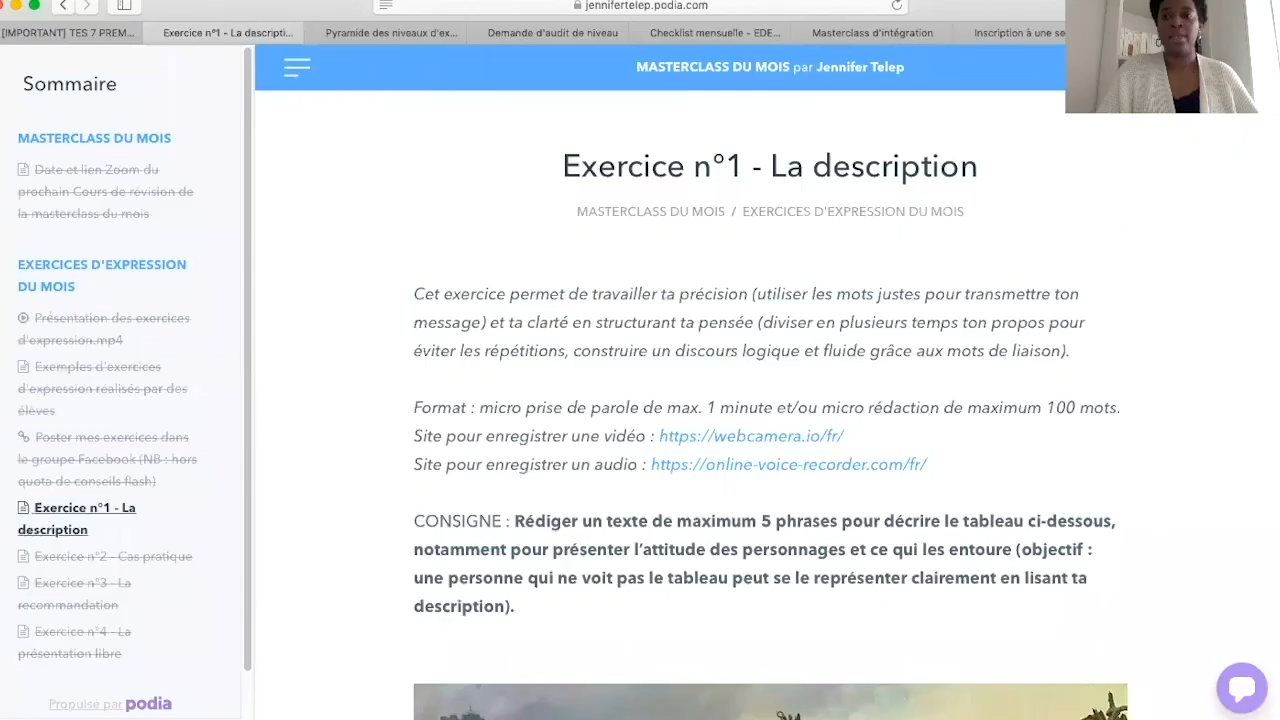 jennifertelep.podia.com
[IMPORTANT] TES 7 PREM...
Exercice n°1 - La descripti...
Pyramide des niveaux d'ex...
Demande d'audit de niveau
Checklist mensuelle – EDE...
Masterclass d'intégration
Inscription à une se
Sommaire
MASTERCLASS DU MOIS
Date et lien Zoom du
prochain Cours de révision de
la masterclass du mois
EXERCICES D'EXPRESSION
DU MOIS
Présentation des exercices
d'expression.mp4
Exemples d'exercices
d'expression réalisés par des
élèves
Poster mes exercices dans
le groupe Facebook (NB : hors
quota de conseils flash)
Exercice n°1 - La
description
Exercice n°2 - Cas pratique
Exercice n°3 - La
recommandation
Exercice n°4 - La
présentation libre
Propulsé par podia
MASTERCLASS DU MOIS par Jennifer Telep
Exercice n°1 - La description
MASTERCLASS DU MOIS / EXERCICES D'EXPRESSION DU MOIS
Cet exercice permet de travailler ta précision (utiliser les mots justes pour transmettre ton
message) et ta clarté en structurant ta pensée (diviser en plusieurs temps ton propos pour
éviter les répétitions, construire un discours logique et fluide grâce aux mots de liaison).
Format : micro prise de parole de max. 1 minute et/ou micro rédaction de maximum 100 mots.
Site pour enregistrer une vidéo : https://webcamera.io/fr/
Site pour enregistrer un audio : https://online-voice-recorder.com/fr/
CONSIGNE : Rédiger un texte de maximum 5 phrases pour décrire le tableau ci-dessous,
notamment pour présenter l'attitude des personnages et ce qui les entoure (objectif :
une personne qui ne voit pas le tableau peut se le représenter clairement en lisant ta
description).